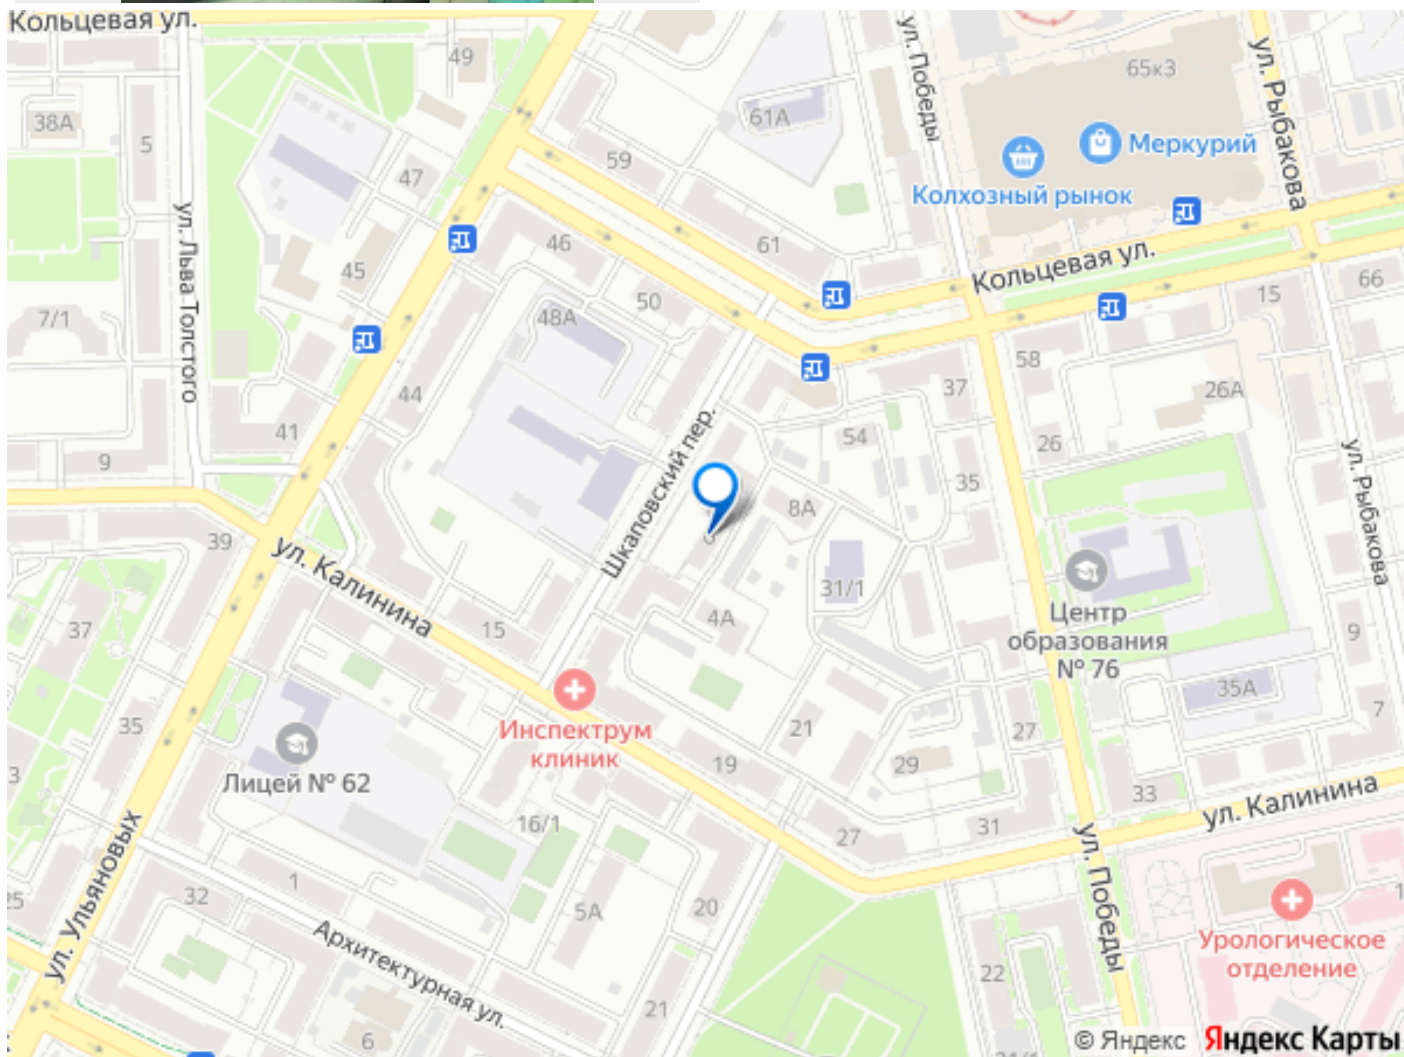 Кольцевая ул.
49
ул. Победы
65к3
ул. Рыбакова
38А
5
61А
59
Меркурий
47
Колхозный рынок
ул. Льва Толстого
46
61
45
Кольцевая ул.
7/1
50
48А
15
66
58
44
37
26А
41
Шкаповский пер.
54
26
9
35
ул. Рыбакова
8А
39
ул. Калинина
31/1
Центр
образования
№ 76
37
15
4А
9
35А
35
Инспектрум
клиник
21
27
7
19
29
3
Лицей № 62
33
ул. Калинина
16/1
27
31
ул. Ульяновых
ул. Победы
1
32
25
5А
20
Архитектурная ул.
Урологическое
отделение
22
21
6
© Яндекс Яндекс Карты